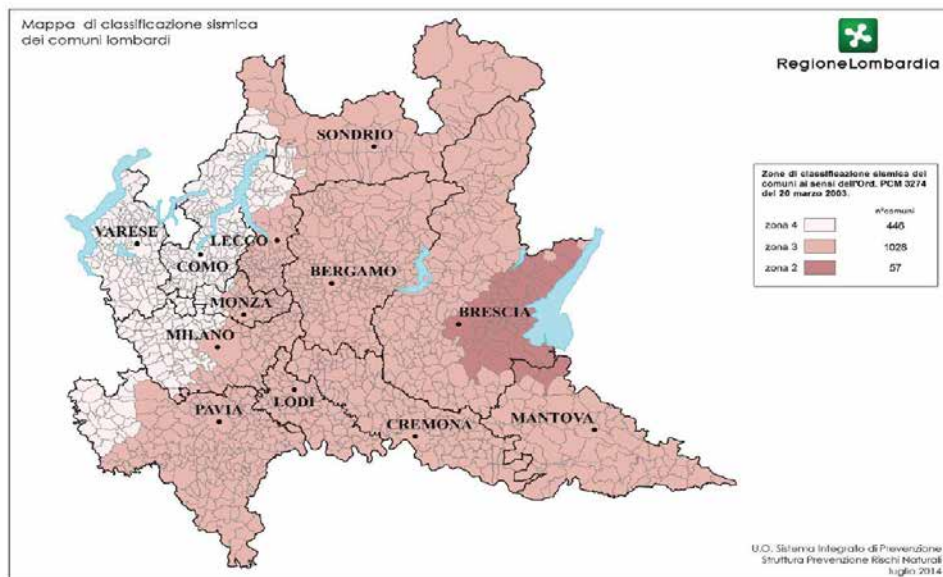 Mappa di classificazione sismica
dei comuni lombardi
RegioneLombardia
SONDRIO
VARESE
LECCO
COMO
BERGAMO
MONZA
BRESCIA
MILANO
LODI
PAVIA
CREMONA
MANTOVA
Zone di classificazione sismica dei
comuni ai sensi dell'Ord. PCM 3274
del 20 marzo 2003.
n°comuni
zona 4 446
zona 3 1028
zona 2 57
U.O. Sistema Integrato di Prevenzione
Struttura Prevenzione Rischi Naturali
luglio 2014